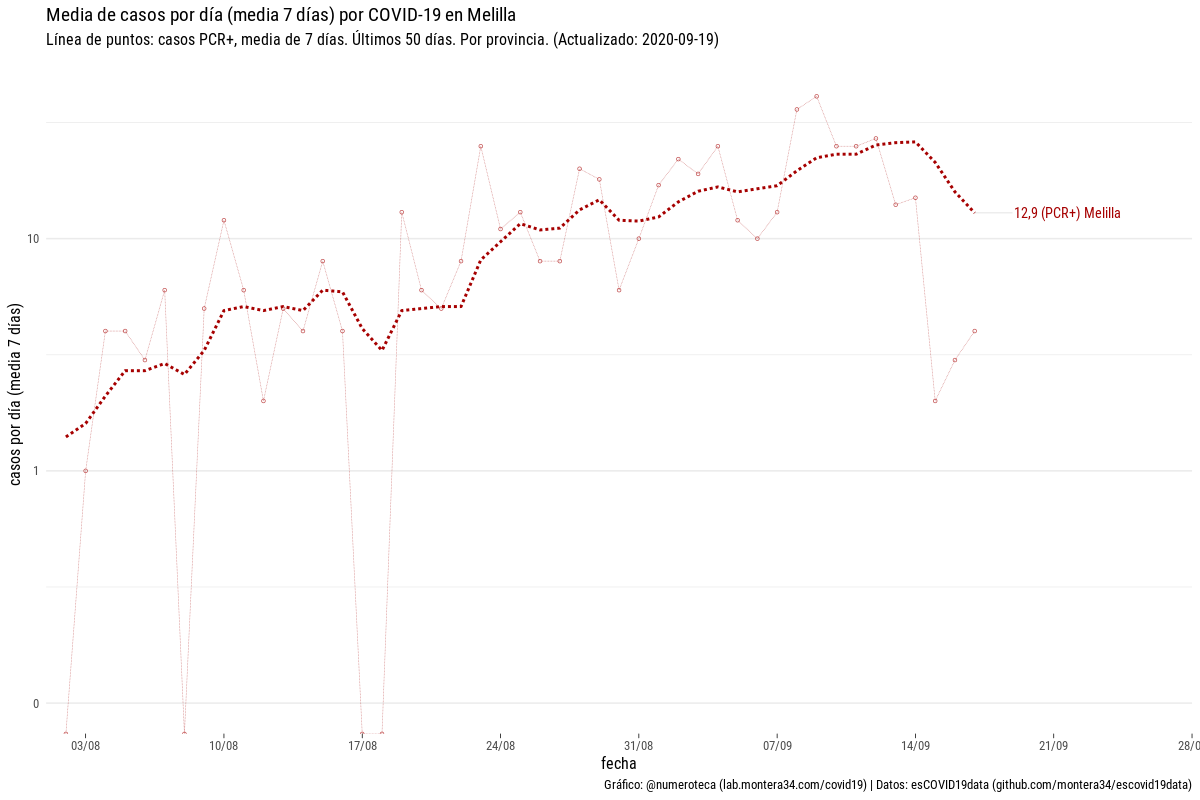 Media de casos por día (media 7 días) por COVID-19 en Melilla
Línea de puntos: casos PCR+, media de 7 días. Últimos 50 días. Por provincia. (Actualizado: 2020-09-19)
casos por día (media 7 días)
10
1
0
12,9 (PCR+) Melilla
03/08
10/08
17/08
24/08
31/08
07/09
14/09
21/09
28/0
fecha
Gráfico: @numeroteca (lab.montera34.com/covid19) | Datos: esCOVID19data (github.com/montera34/escovid19data)